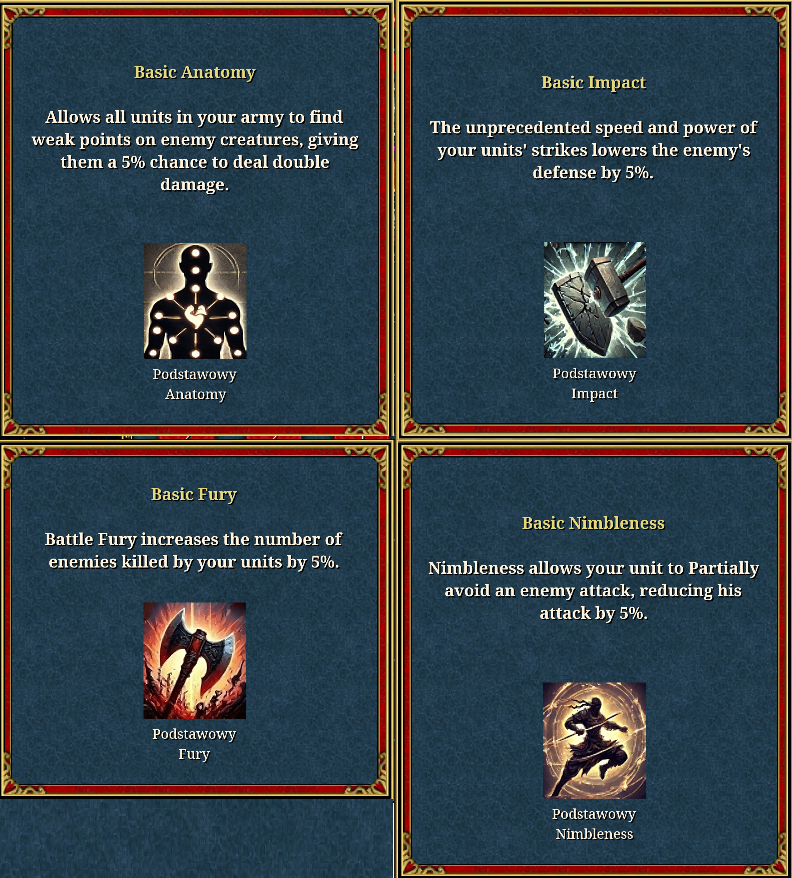 Basic Anatomy
Allows all units in your army to find
weak points on enemy creatures, giving
them a 5% chance to deal double
damage.
Podstawowy
Anatomy
Basic Impact
The unprecedented speed and power of
your units' strikes lowers the enemy's
defense by 5%.
Podstawowy
Impact
Basic Fury
Battle Fury increases the number of
enemies killed by your units by 5%.
Podstawowy
Fury
Basic Nimbleness
Nimbleness allows your unit to Partially
avoid an enemy attack, reducing his
attack by 5%.
Podstawowy
Nimbleness